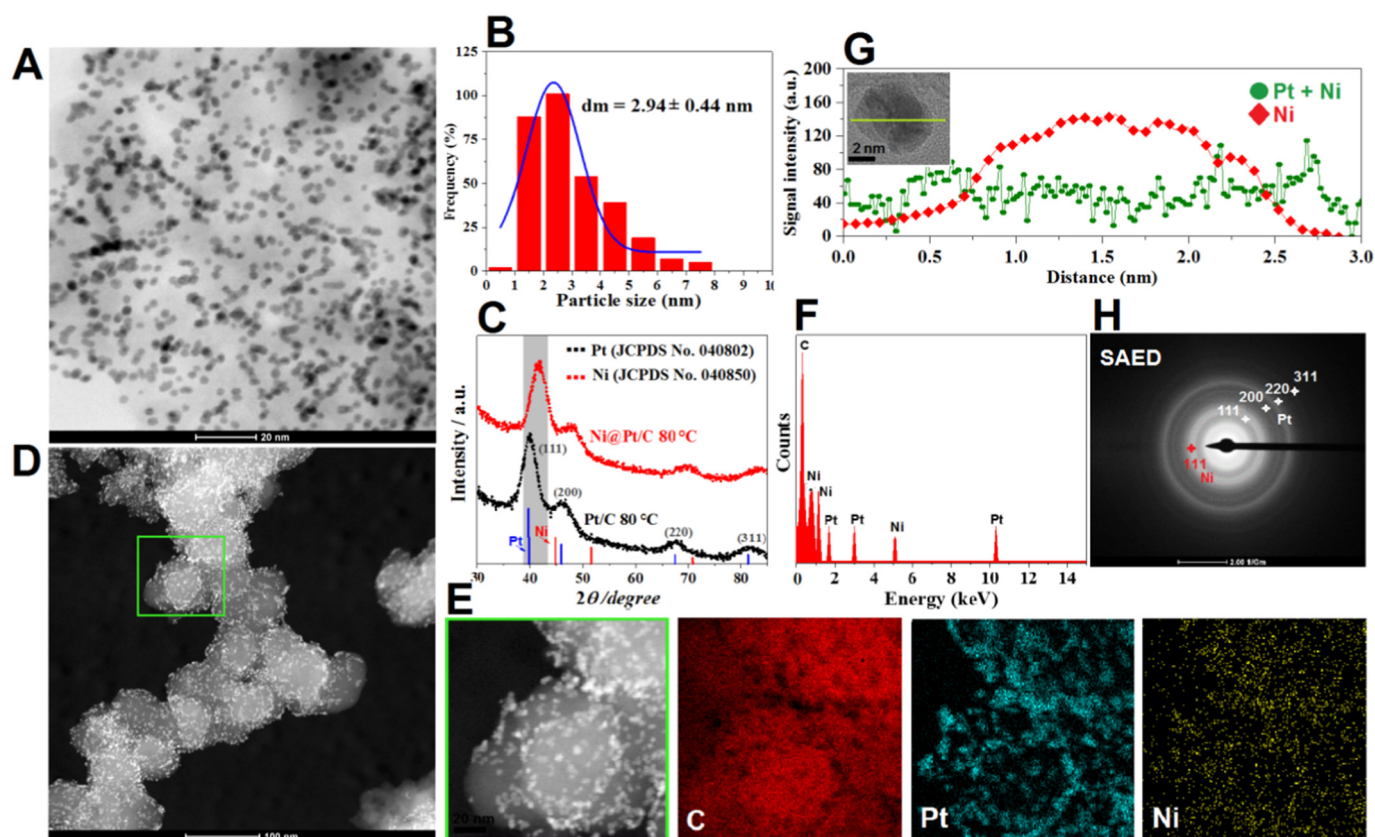 A
20 nm
B
125
100
75
50
25
0
Frequency (%)
dm = 2.94± 0.44 nm
0 1 2 3 4 5 6 7 8 9 10
Particle size (nm)
G
200
160
120
80
40
0
Signal intensity (a.u.)
2 nm
Pt + Ni
Ni
0.0 0.5 1.0 1.5 2.0 2.5 3.0
Distance (nm)
C
Intensity / a.u.
Pt (JCPDS No. 040802)
Ni (JCPDS No. 040850)
Ni@Pt/C 80 °C
(111)
(200)
Pt/C 80 °C
(220)
(311)
Pt
Ni
30 40 50 60 70 80
2θ/degree
F
Counts
C
Ni
Ni
Pt
Pt
Ni
Pt
0 2 4 6 8 10 12 14
Energy (keV)
H
SAED
311
220
200
111
Pt
111
Ni
2.00 1/Gm
D
100 nm
E
20 nm
C
Pt
Ni